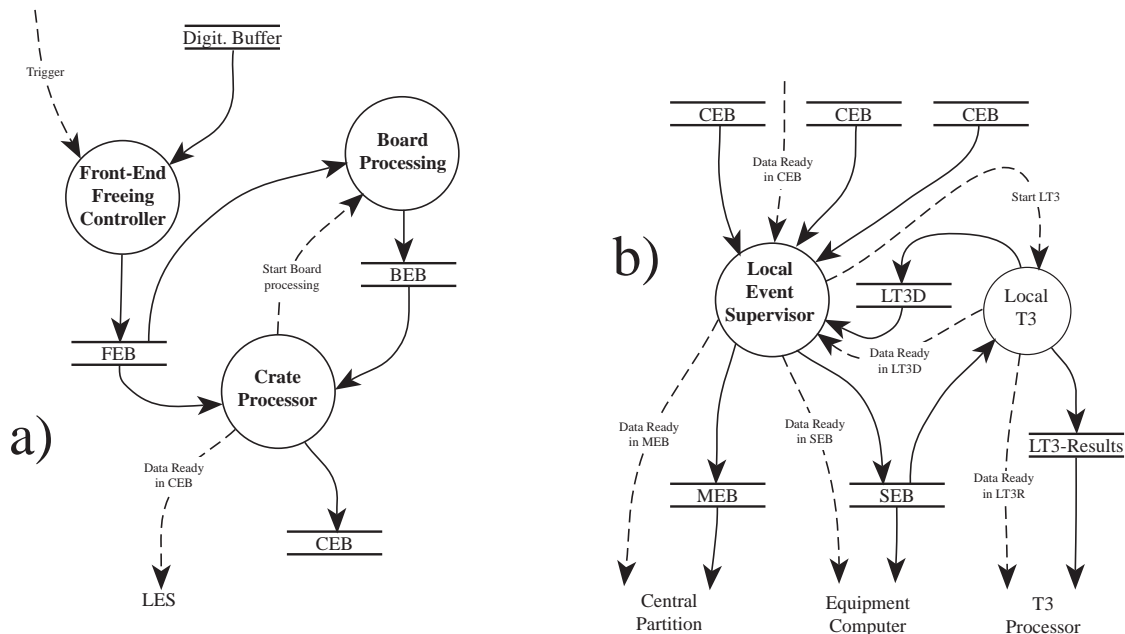 Digit. Buffer
Trigger
Front-End
Freeing
Controller
Board
Processing
Start Board
processing
BEB
FEB
Crate
Processor
a)
Data Ready
in CEB
CEB
LES
CEB
CEB
CEB
Data Ready
in CEB
Start LT3
b)
Local
Event
Supervisor
LT3D
Local
T3
Data Ready
in LT3D
Data Ready
in MEB
Data Ready
in SEB
LT3-Results
Data Ready
in LT3R
MEB
SEB
Central
Partition
Equipment
Computer
T3
Processor